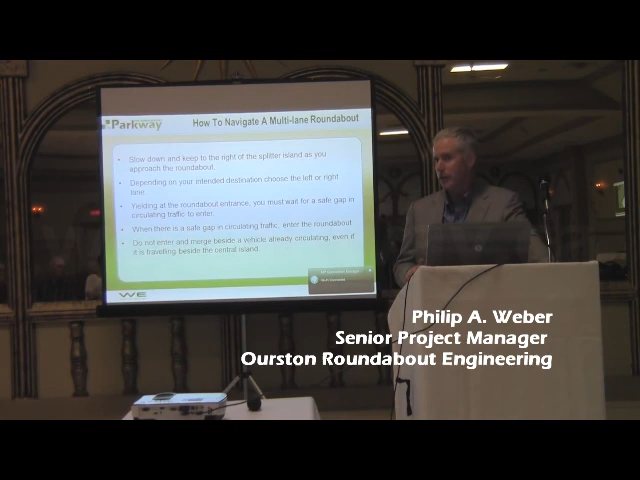 Parkway
How To Navigate A Multi-lane Roundabout
• Slow down and keep to the right of the splitter island as you
approach the roundabout.
• Depending on your intended destination choose the left or right
lane
• Yielding at the roundabout entrance, you must wait for a safe gap in
circulating traffic to enter
• When there is a safe gap in circulating traffic, enter the roundabout
• Do not enter and merge beside a vehicle already circulating, even if
it is travelling beside the central island.
WE
Philip A. Weber
Senior Project Manager
Ourston Roundabout Engineering